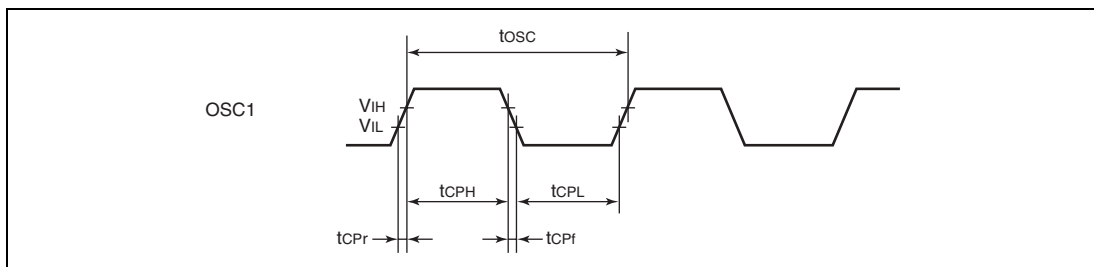 tOSC
OSC1
VIH
VIL
tCPH
tCPL
tCPr
tCPf